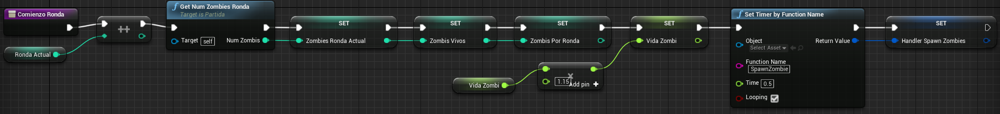 Comienzo Ronda
Ronda Actual
++
f Get Num Zombies Ronda
Target is Partida
Target self
Num Zombis
SET
Zombies Ronda Actual
SET
Zombis Vivos
SET
Zombis Por Ronda
Vida Zombi
1.15
Add pin +
SET
Vida Zombi
f Set Timer by Function Name
Object
Select Asset
Return Value
Function Name
SpawnZombie
Time 0.5
Looping
SET
Handler Spawn Zombies